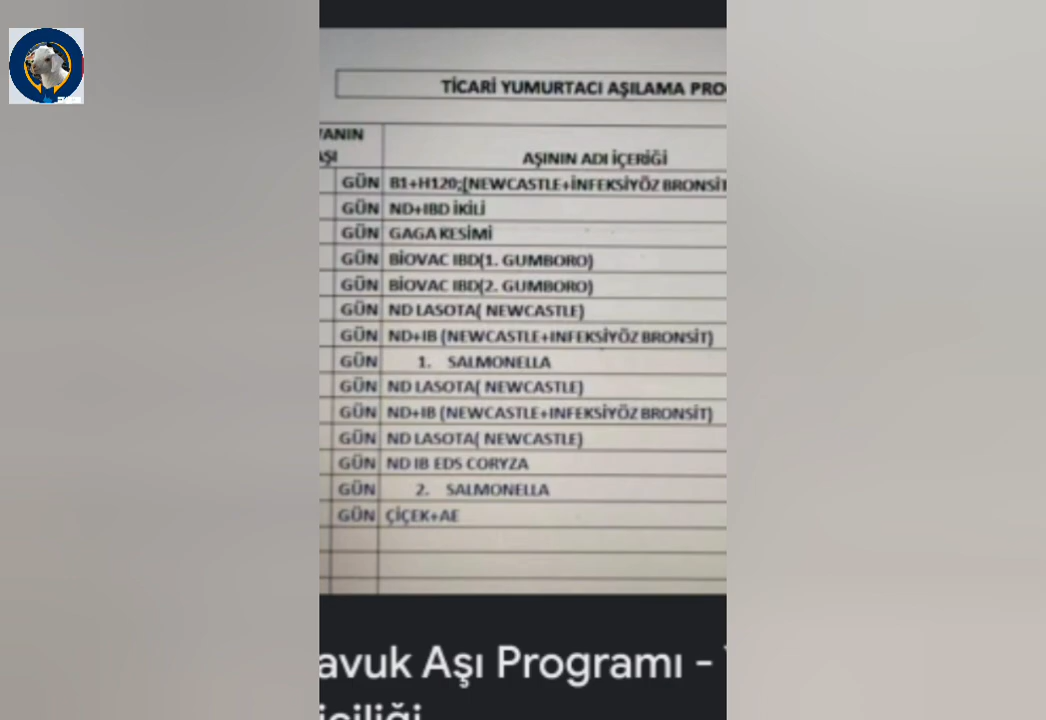 TİCARİ YUMURTACI AŞILAMA PRO
AŞININ ADI İÇERİĞİ
GÜN B1+H120;[NEWCASTLE+İNFEKSİYÖZ BRONSİT
GÜN ND+IBD İKİLİ
GÜN GAGA KESİMİ
GÜN BİOVAC IBD(1. GUMBORO)
GÜN BİOVAC IBD(2. GUMBORO)
GÜN ND LASOTA( NEWCASTLE)
GÜN ND+IB (NEWCASTLE+INFEKSİYÖZ BRONSİT)
GÜN 1. SALMONELLA
GÜN ND LASOTA( NEWCASTLE)
GÜN ND+IB (NEWCASTLE+INFEKSİYÖZ BRONSİT)
GÜN ND LASOTA( NEWCASTLE)
GÜN ND IB EDS CORYZA
GÜN 2. SALMONELLA
GÜN ÇİÇEK+AE
avuk Aşı Programı -